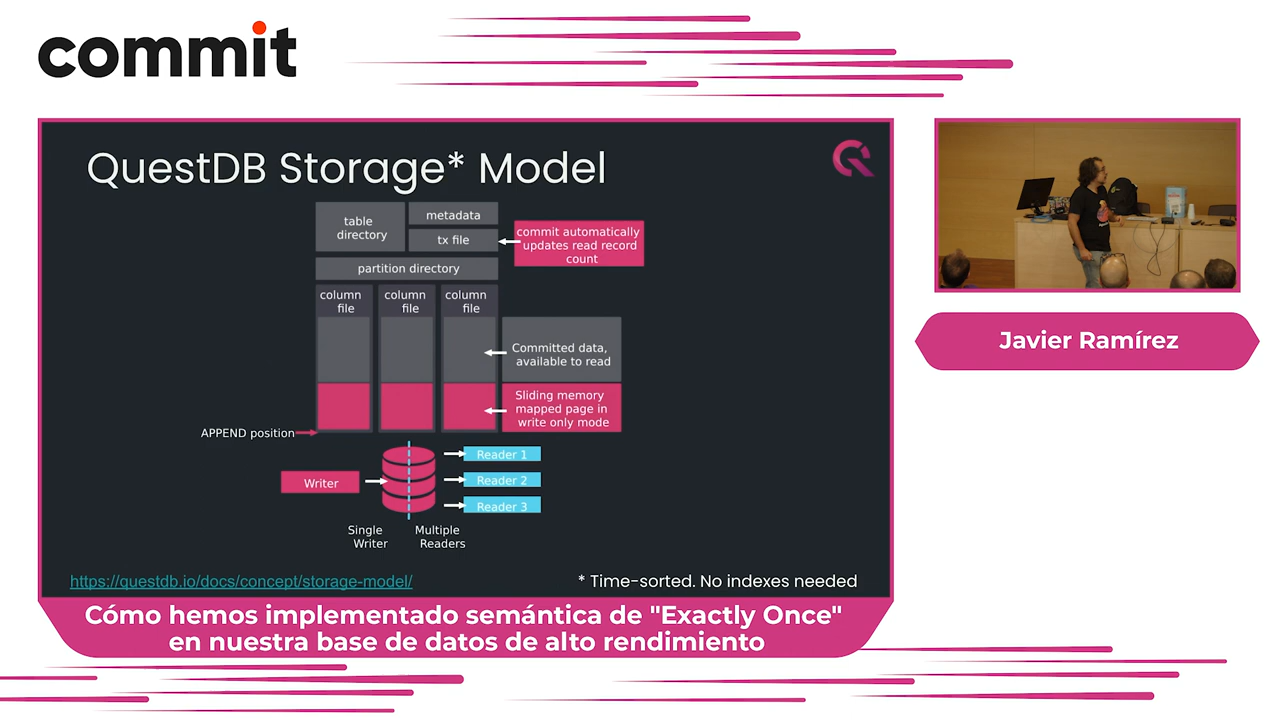 commit
QuestDB Storage* Model
table
directory
metadata
tx file
commit automatically
updates read record
count
partition directory
column
file
column
file
column
file
Committed data,
available to read
Sliding memory
mapped page in
write only mode
APPEND position
Writer
Reader 1
Reader 2
Reader 3
Single
Writer
Multiple
Readers
https://questdb.io/docs/concept/storage-model/
* Time-sorted. No indexes needed
Javier Ramírez
Cómo hemos implementado semántica de "Exactly Once"
en nuestra base de datos de alto rendimiento